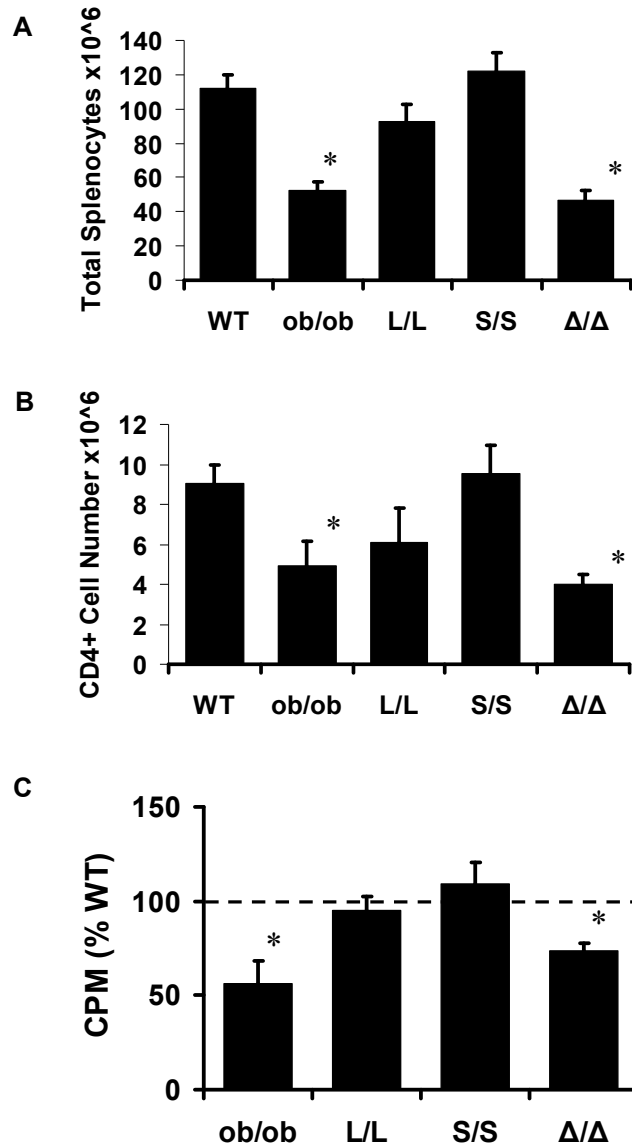 A
Total Splenocytes x10^6
140
120
100
80
60
40
20
0
*
*
WT ob/ob L/L S/S Δ/Δ
B
CD4+ Cell Number x10^6
12
10
8
6
4
2
0
*
*
WT ob/ob L/L S/S Δ/Δ
C
CPM (% WT)
150
100
50
0
*
*
ob/ob L/L S/S Δ/Δ